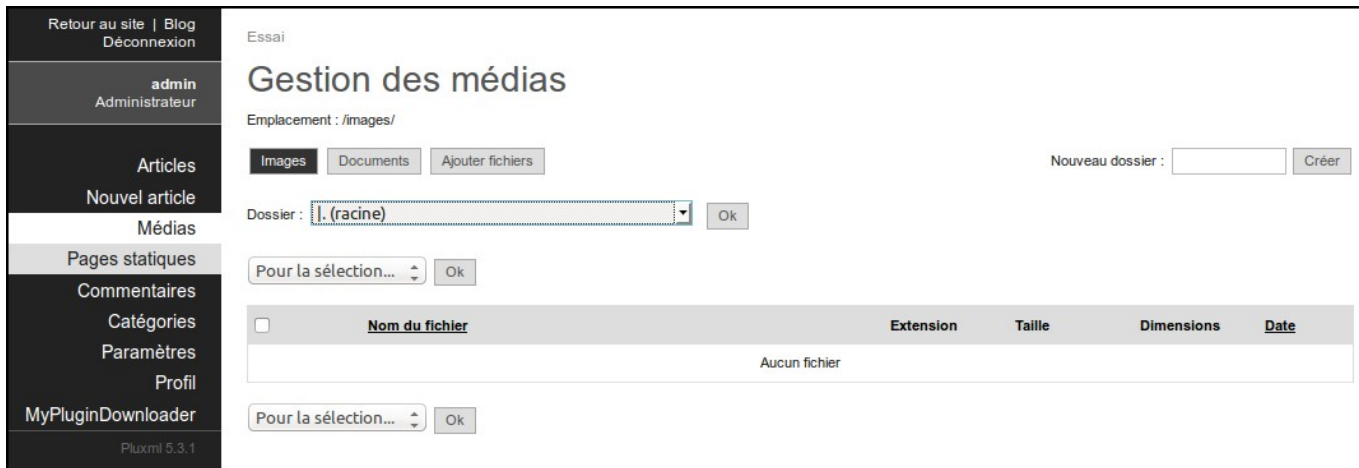 Retour au site | Blog
Déconnexion
admin
Administrateur
Articles
Nouvel article
Médias
Pages statiques
Commentaires
Catégories
Paramètres
Profil
MyPluginDownloader
Pluxml 5.3.1
Essai
Gestion des médias
Emplacement : /images/
Images Documents Ajouter fichiers Nouveau dossier : Créer
Dossier : |. (racine) Ok
Pour la sélection... Ok
Nom du fichier Extension Taille Dimensions Date
Aucun fichier
Pour la sélection... Ok